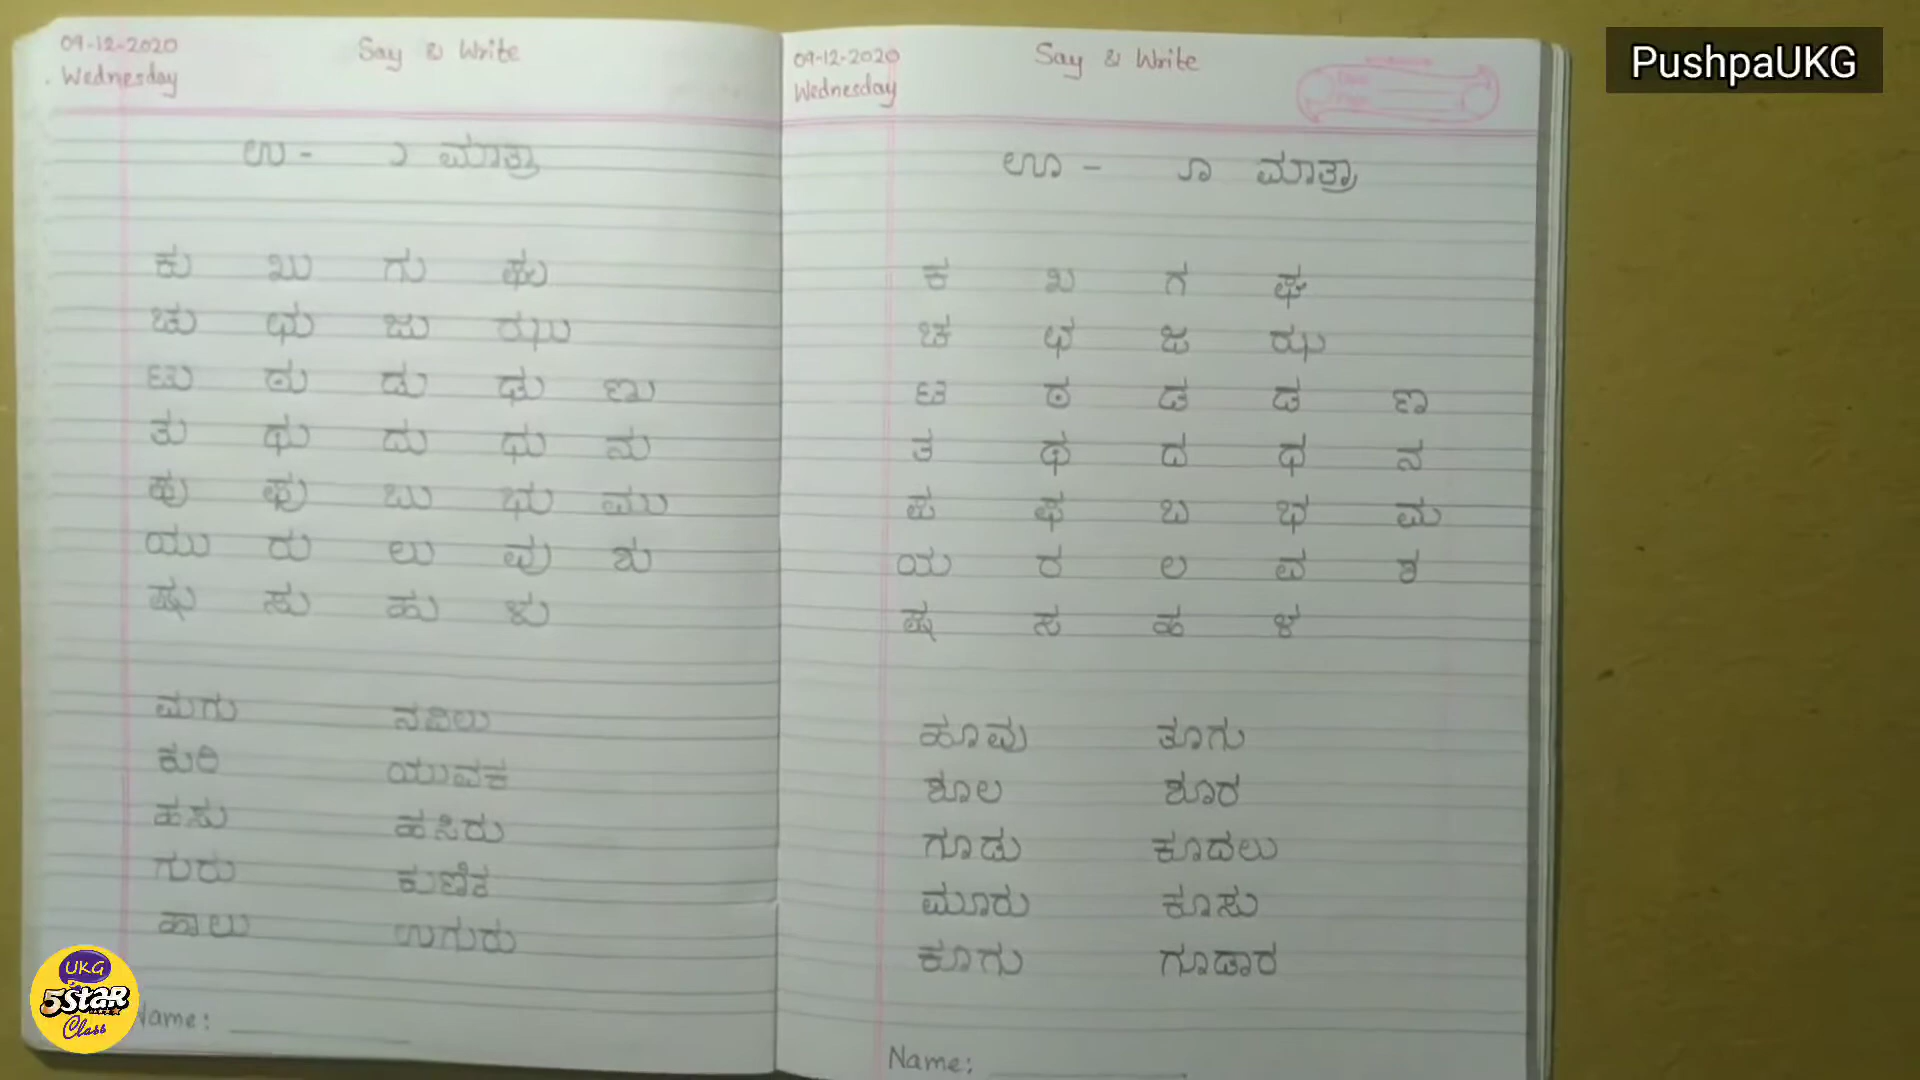 PushpaUKG
09-12-2020
Wednesday
Say & Write
ಉ - ು ಮಾತ್ರಾ
ಕು ಖು ಗು ಘು
ಚು ಛು ಜು ಝು
ಟು ಠು ಡು ಢು ಣು
ತು ಥು ದು ಧು ನು
ಪು ಫು ಬು ಭು ಮು
ಯು ರು ಲು ವು ಶು
ಷು ಸು ಹು ಳು
ಮಗು ನವಿಲು
ಕುರಿ ಯುವಕ
ಹಸು ಹಸಿರು
ಗುರು ಕುಣಿತ
ಹಾಲು ಉಗುರು
Name:
UKG
5Star
Class
09-12-2020
Wednesday
Say & Write
ಊ - ೂ ಮಾತ್ರಾ
ಕ ಖ ಗ ಘ
ಚ ಛ ಜ ಝ
ಟ ಠ ಡ ಢ ಣ
ತ ಥ ದ ಧ ನ
ಪ ಫ ಬ ಭ ಮ
ಯ ರ ಲ ವ ಶ
ಷ ಸ ಹ ಳ
ಹೂವು ತೂಗು
ಶೂಲ ಶೂರ
ಗೂಡು ಕೂದಲು
ಮೂರು ಕೂಸು
ಕೂಗು ಗೂಡಾರ
Name: